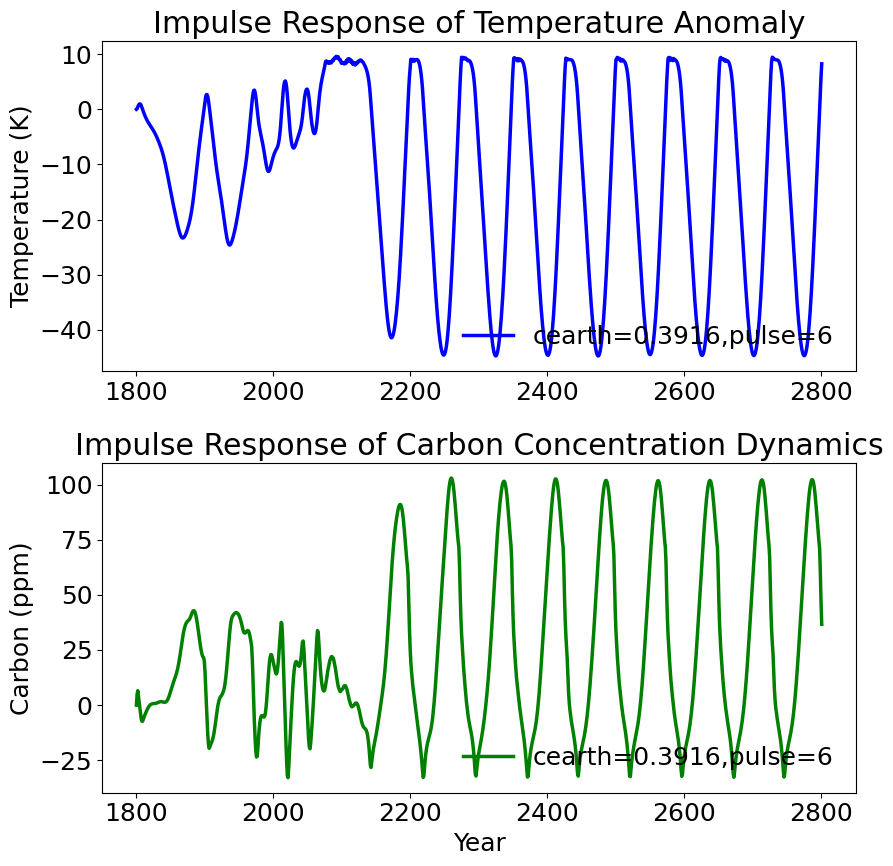 Impulse Response of Temperature Anomaly
Temperature (K)
10
0
−10
−20
−30
−40
cearth=0.3916,pulse=6
1800 2000 2200 2400 2600 2800
Impulse Response of Carbon Concentration Dynamics
Carbon (ppm)
100
75
50
25
0
−25
cearth=0.3916,pulse=6
1800 2000 2200 2400 2600 2800
Year